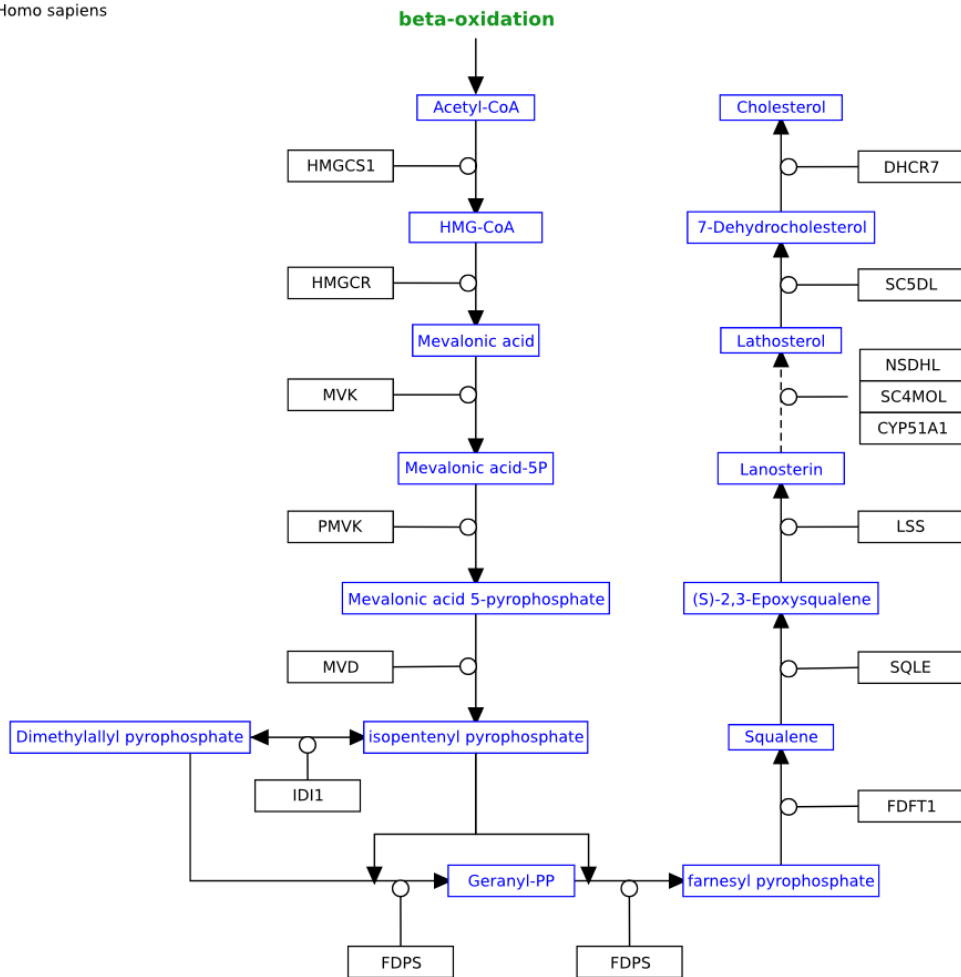 Homo sapiens
beta-oxidation
Acetyl-CoA
Cholesterol
HMGCS1
DHCR7
HMG-CoA
7-Dehydrocholesterol
HMGCR
SC5DL
Mevalonic acid
Lathosterol
NSDHL
MVK
SC4MOL
CYP51A1
Mevalonic acid-5P
Lanosterin
PMVK
LSS
Mevalonic acid 5-pyrophosphate
(S)-2,3-Epoxysqualene
MVD
SQLE
Dimethylallyl pyrophosphate
isopentenyl pyrophosphate
Squalene
IDI1
FDFT1
Geranyl-PP
farnesyl pyrophosphate
FDPS
FDPS